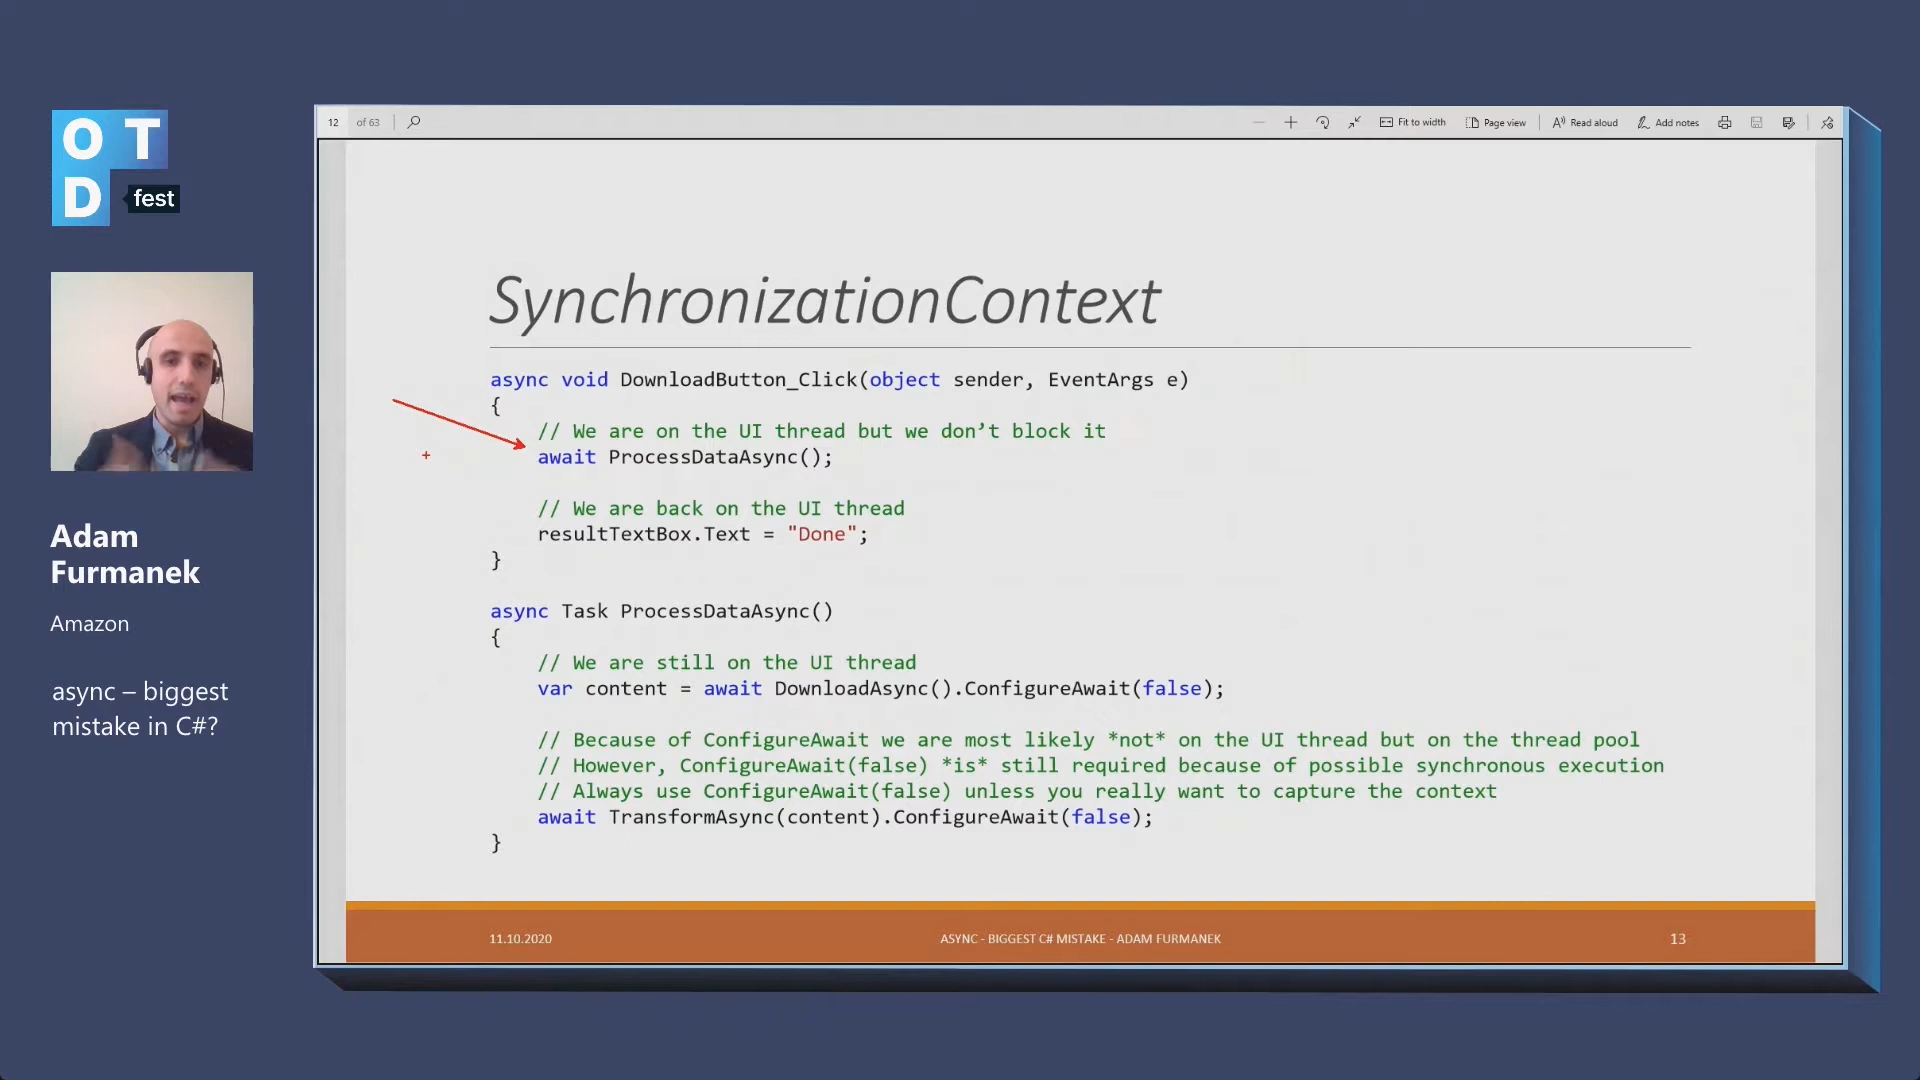 O T
D fest
Adam
Furmanek
Amazon
async – biggest
mistake in C#?
12 of 63 Fit to width Page view Read aloud Add notes
SynchronizationContext
async void DownloadButton_Click(object sender, EventArgs e)
{
// We are on the UI thread but we don’t block it
await ProcessDataAsync();
// We are back on the UI thread
resultTextBox.Text = "Done";
}
async Task ProcessDataAsync()
{
// We are still on the UI thread
var content = await DownloadAsync().ConfigureAwait(false);
// Because of ConfigureAwait we are most likely *not* on the UI thread but on the thread pool
// However, ConfigureAwait(false) *is* still required because of possible synchronous execution
// Always use ConfigureAwait(false) unless you really want to capture the context
await TransformAsync(content).ConfigureAwait(false);
}
11.10.2020 ASYNC - BIGGEST C# MISTAKE - ADAM FURMANEK 13